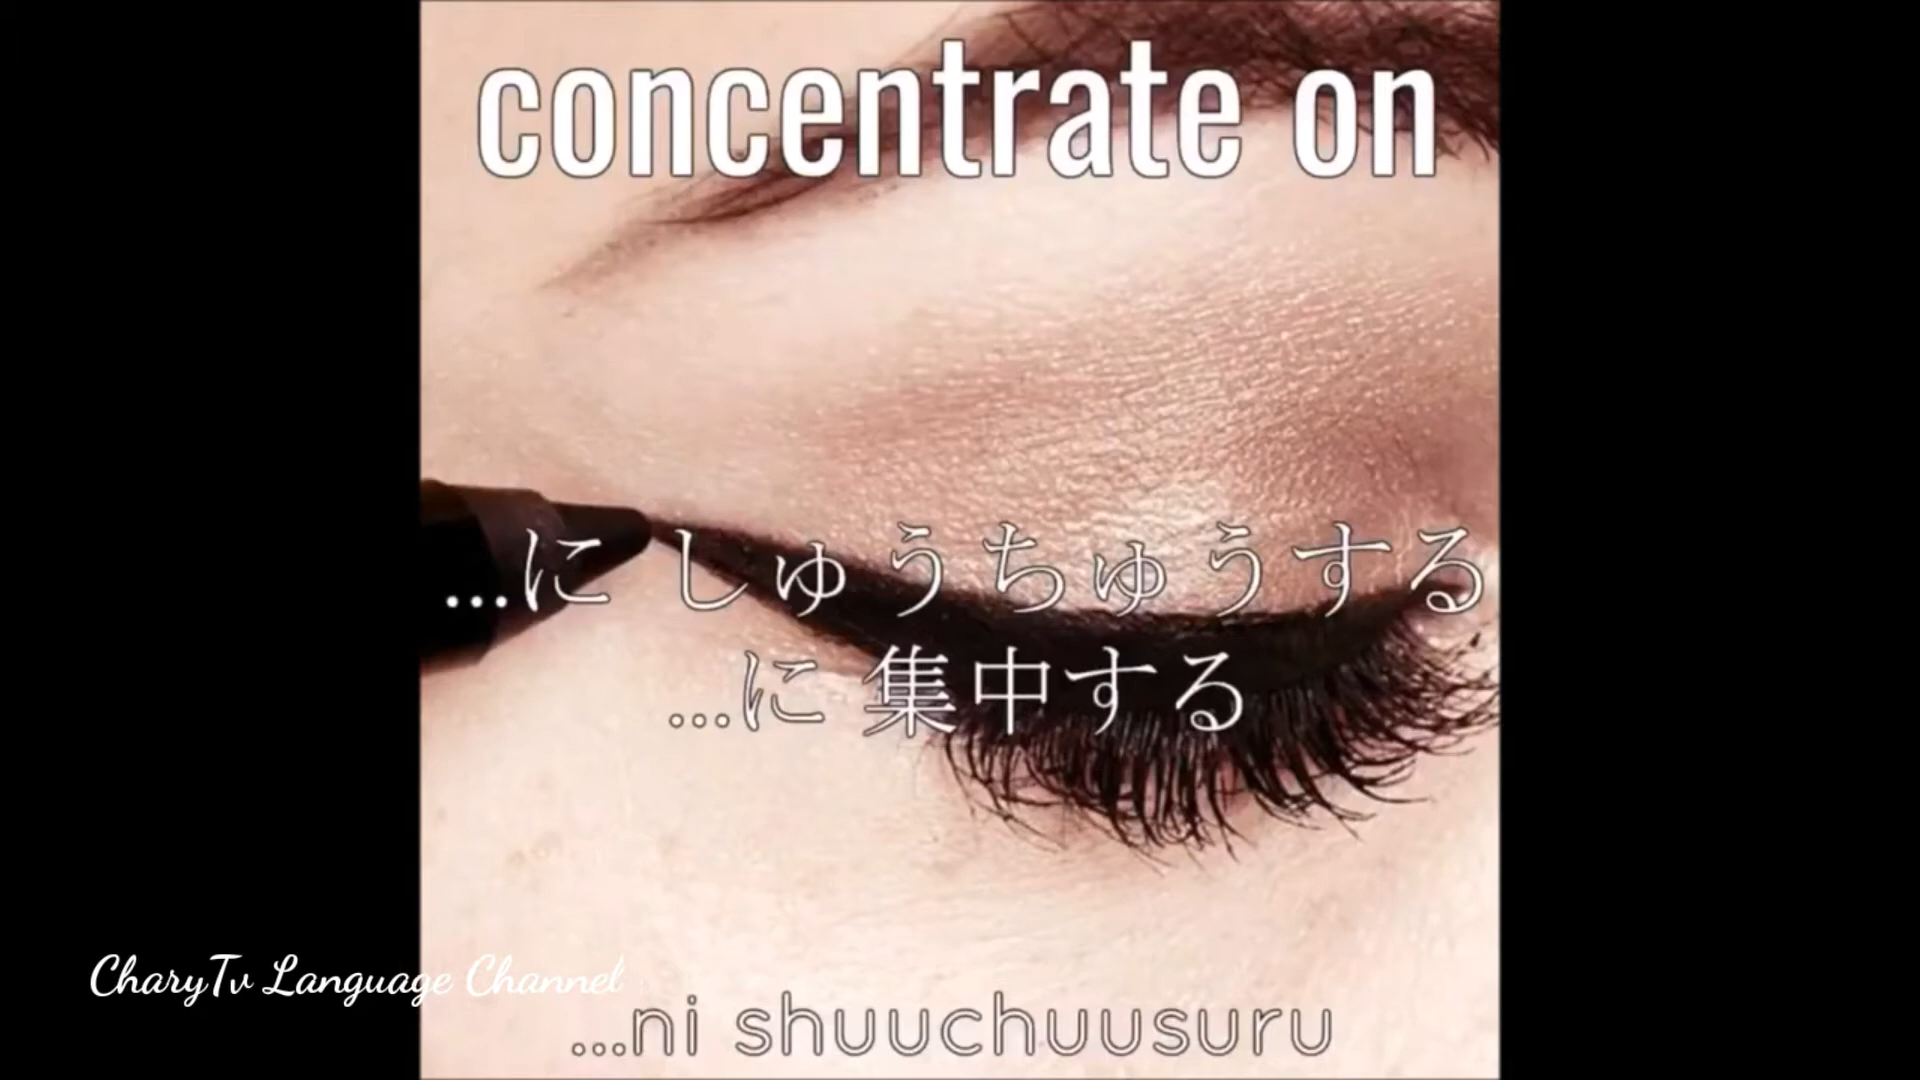 concentrate on
...に しゅうちゅうする
...に 集中する
CharyTv Language Channel
...ni shuuchuusuru